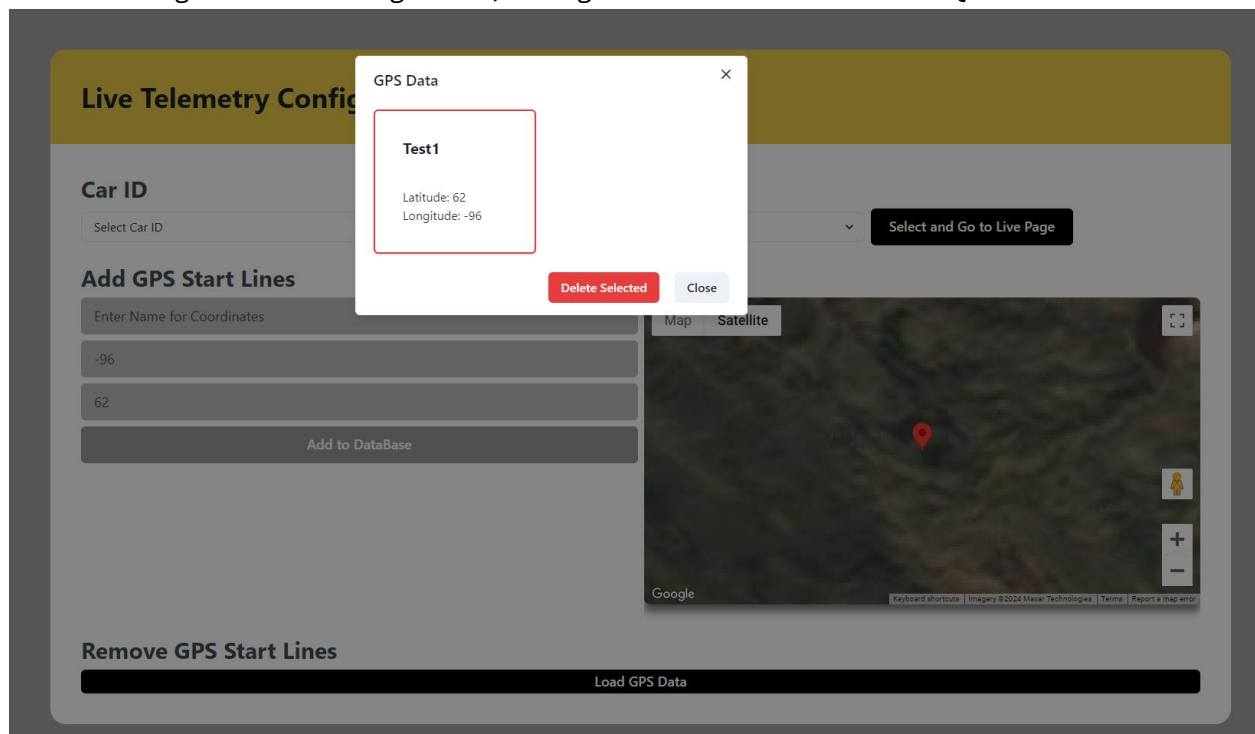 Live Telemetry Config
GPS Data
Test1
Latitude: 62
Longitude: -96
Delete Selected
Close
Car ID
Select Car ID
Select and Go to Live Page
Add GPS Start Lines
Enter Name for Coordinates
-96
62
Add to DataBase
Map
Satellite
Google
Keyboard shortcuts
Imagery ©2024 Maxar Technologies
Terms
Report a map error
Remove GPS Start Lines
Load GPS Data